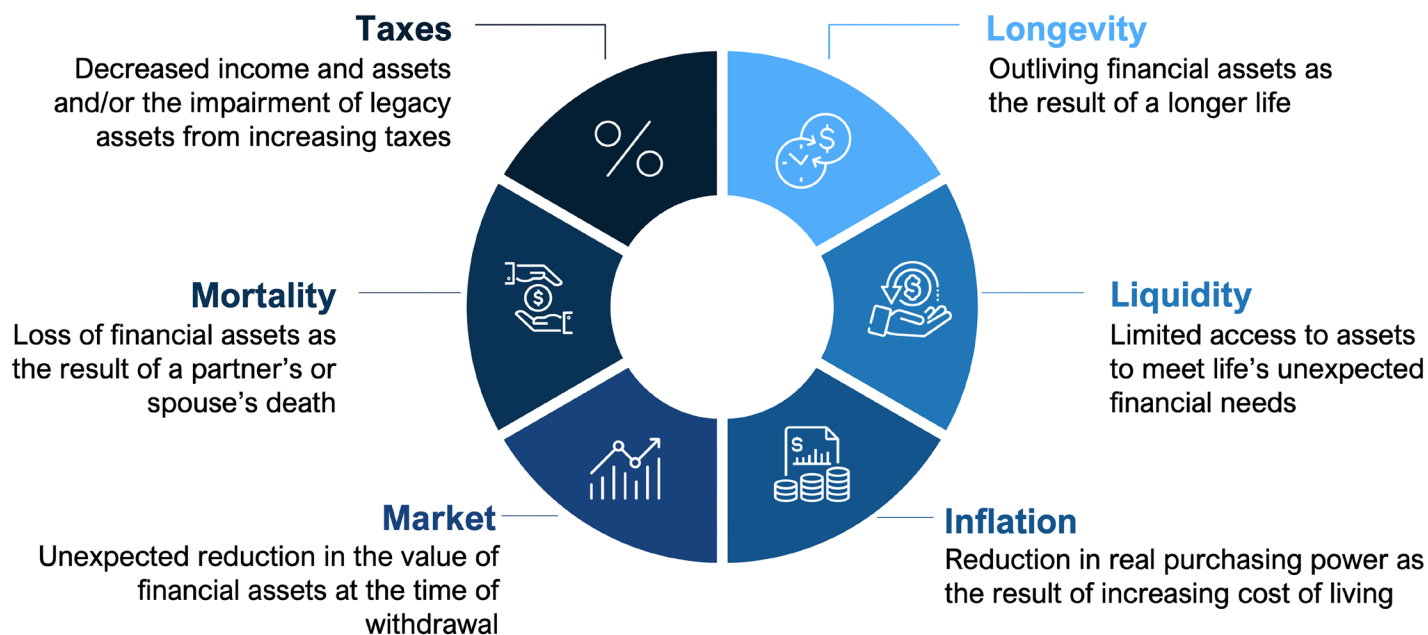 Taxes
Decreased income and assets
and/or the impairment of legacy
assets from increasing taxes
Longevity
Outliving financial assets as
the result of a longer life
Mortality
Loss of financial assets as
the result of a partner’s or
spouse’s death
Liquidity
Limited access to assets
to meet life’s unexpected
financial needs
Market
Unexpected reduction in the value of
financial assets at the time of
withdrawal
Inflation
Reduction in real purchasing power as
the result of increasing cost of living